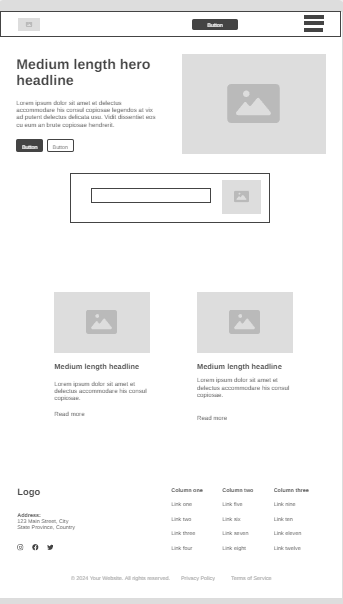 Button
Medium length hero
headline
Lorem ipsum dolor sit amet et delectus
accommodare his consul copiosae legendos at vix
ad putent delectus delicata usu. Vidit dissentiet eos
cu eum an brute copiosae hendrerit.
Button
Button
Medium length headline
Medium length headline
Lorem ipsum dolor sit amet et
delectus accommodare his consul
copiosae.
Lorem ipsum dolor sit amet et
delectus accommodare his consul
copiosae.
Read more
Read more
Logo
Address:
123 Main Street, City
State Province, Country
Column one
Link one
Link two
Link three
Link four
Column two
Link five
Link six
Link seven
Link eight
Column three
Link nine
Link ten
Link eleven
Link twelve
© 2024 Your Website. All rights reserved.
Privacy Policy
Terms of Service